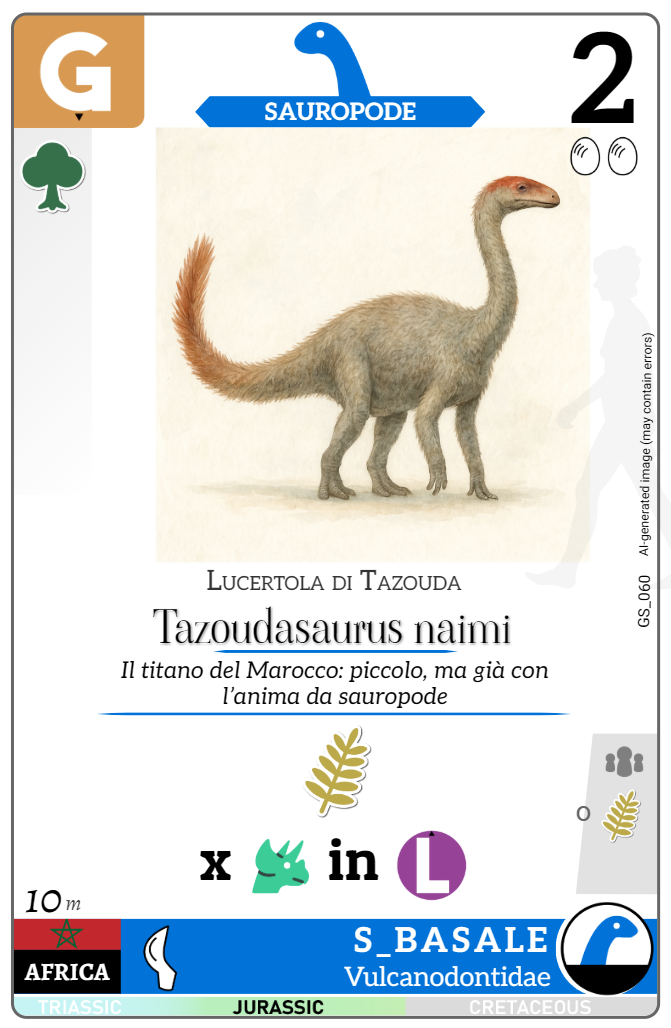 G
2
SAUROPODE
AI-generated image (may contain errors)
GS_060
Lucertola di Tazouda
Tazoudasaurus naimi
Il titano del Marocco: piccolo, ma già con
l'anima da sauropode
o
x in L
10 m
AFRICA
S_BASALE
Vulcanodontidae
TRIASSIC JURASSIC CRETACEOUS